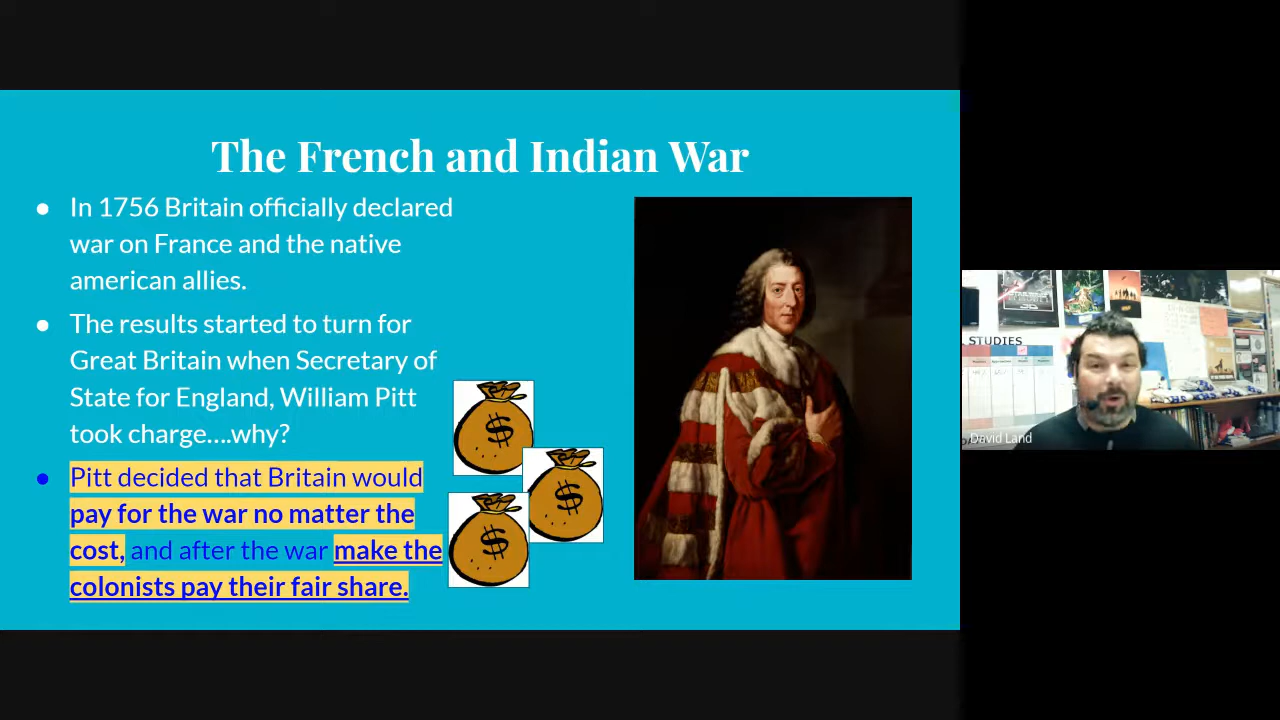 The French and Indian War
● In 1756 Britain officially declared
war on France and the native
american allies.
● The results started to turn for
Great Britain when Secretary of
State for England, William Pitt
took charge....why?
● Pitt decided that Britain would
pay for the war no matter the
cost, and after the war make the
colonists pay their fair share.
$
$
$
STUDIES
David Land